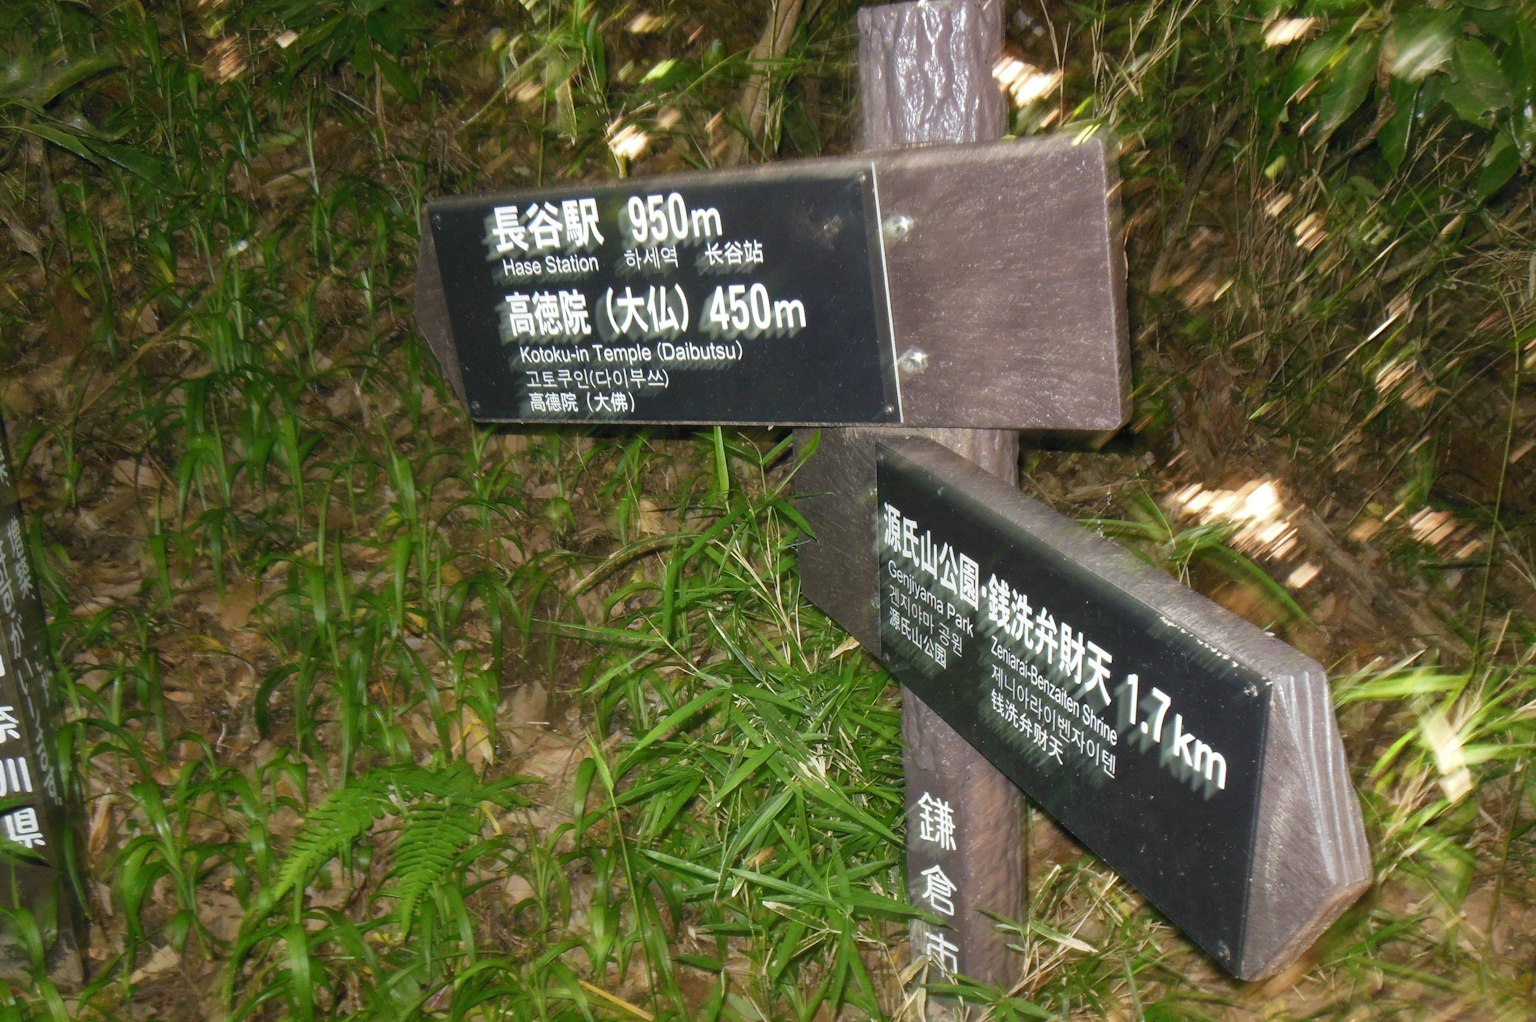 長谷駅 950m
Hase Station 하세역 长谷站
高徳院（大仏）450m
Kotoku-in Temple (Daibutsu)
고토쿠인(다이부쓰)
高德院（大佛）
源氏山公園・銭洗弁財天 1.7km
Genjiyama Park
겐지야마 공원
源氏山公园
Zeniarai-Benzaiten Shrine
제니아라이벤자이텐
钱洗弁财天
鎌倉市
川県